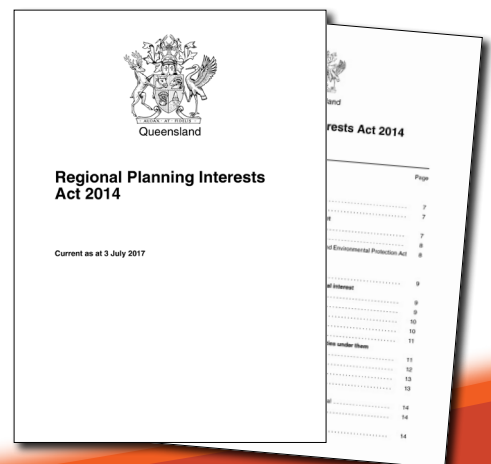 AUDAX AT FIDELIS
Queensland
Regional Planning Interests
Act 2014
Current as at 3 July 2017
land
rests Act 2014
Page
7
7
7
8
nd Environmental Protection Act 8
9
al interest
9
9
10
10
11
ties under them
11
12
13
13
14
14
14